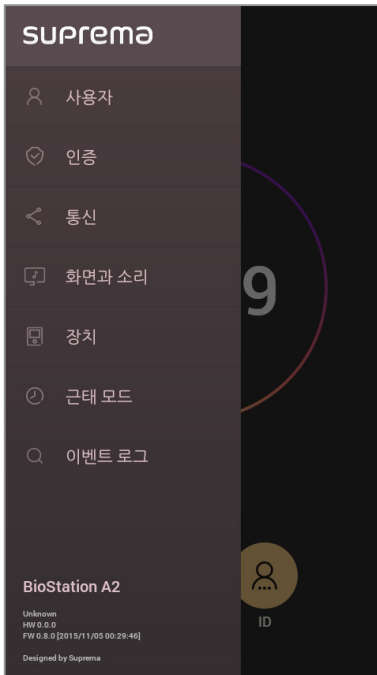 suprema
사용자
인증
통신
화면과 소리
9
장치
근태 모드
이벤트 로그
BioStation A2
Unknown
HW 0.0.0
FW 0.8.0 [2015/11/05 00:29:46]
ID
Designed by Suprema